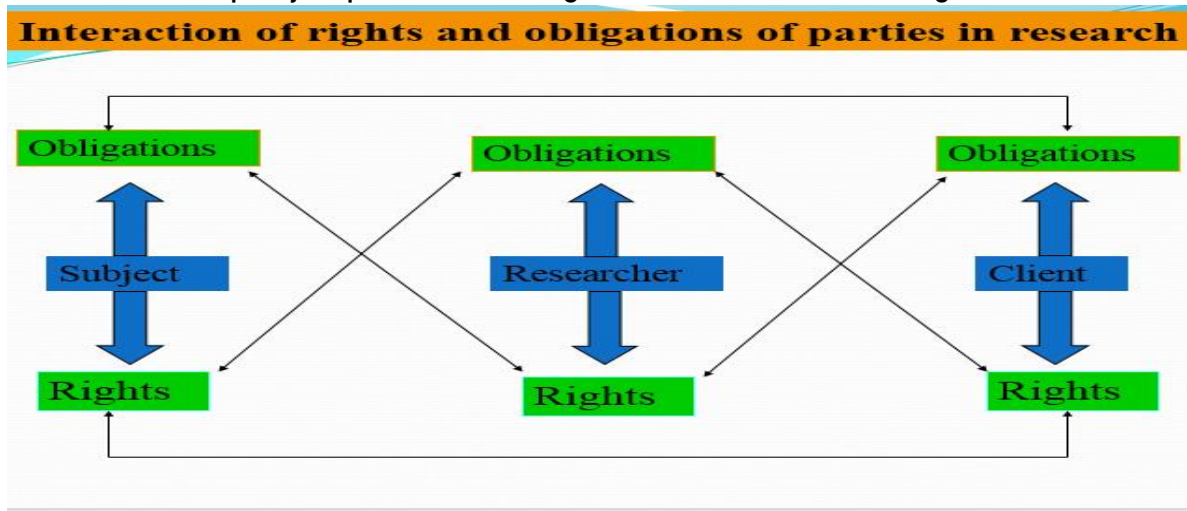 Interaction of rights and obligations of parties in research
Obligations
Obligations
Obligations
Subject
Researcher
Client
Rights
Rights
Rights